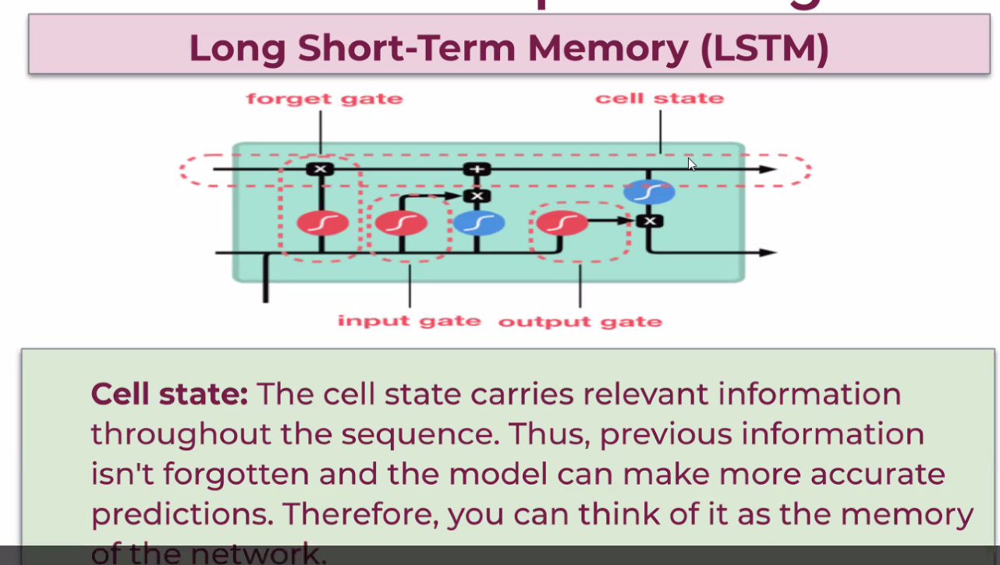 Long Short-Term Memory (LSTM)
forget gate cell state
input gate output gate
Cell state: The cell state carries relevant information
throughout the sequence. Thus, previous information
isn't forgotten and the model can make more accurate
predictions. Therefore, you can think of it as the memory
of the network.